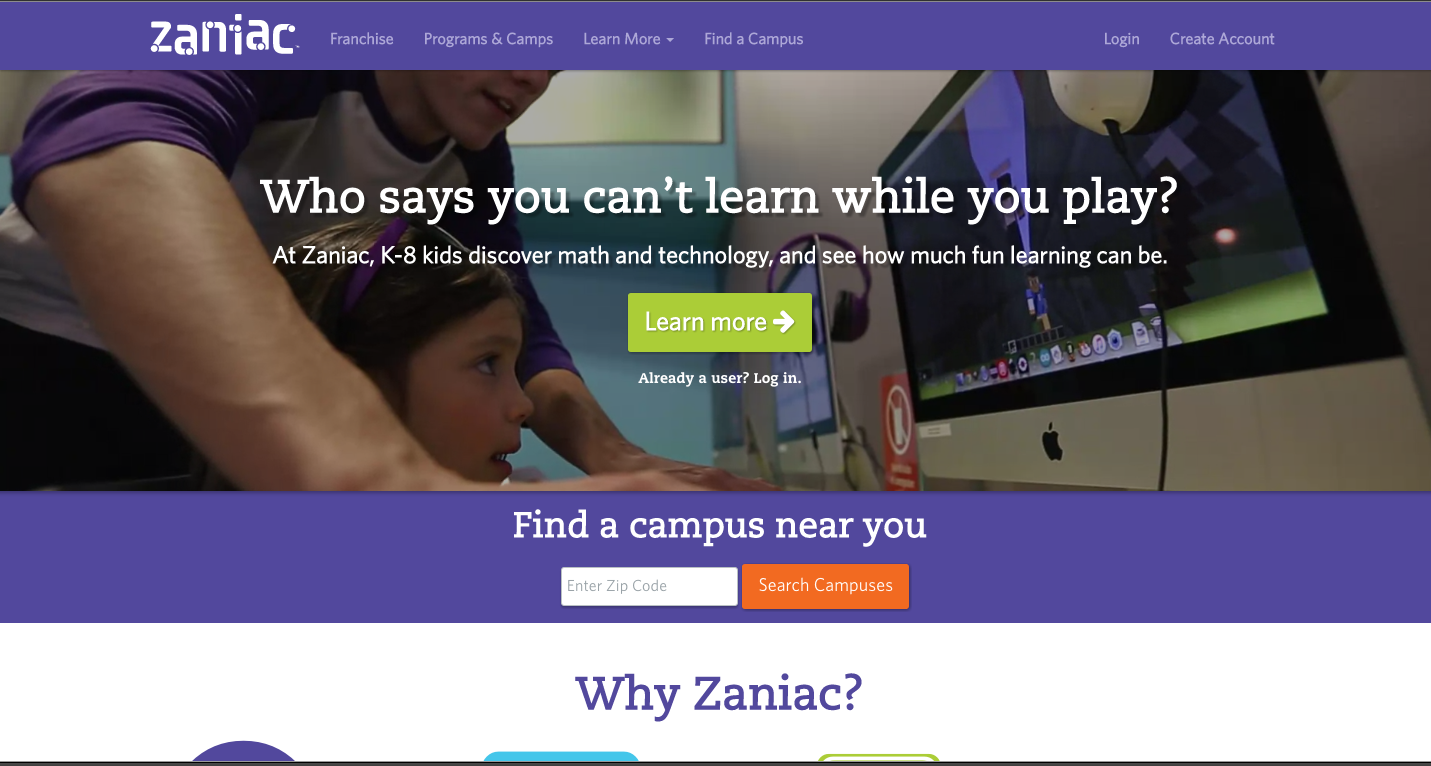 zaniac
Franchise
Programs & Camps
Learn More
Find a Campus
Login
Create Account
Who says you can't learn while you play?
At Zaniac, K-8 kids discover math and technology, and see how much fun learning can be.
Learn more
Already a user? Log in.
Find a campus near you
Enter Zip Code
Search Campuses
Why Zaniac?